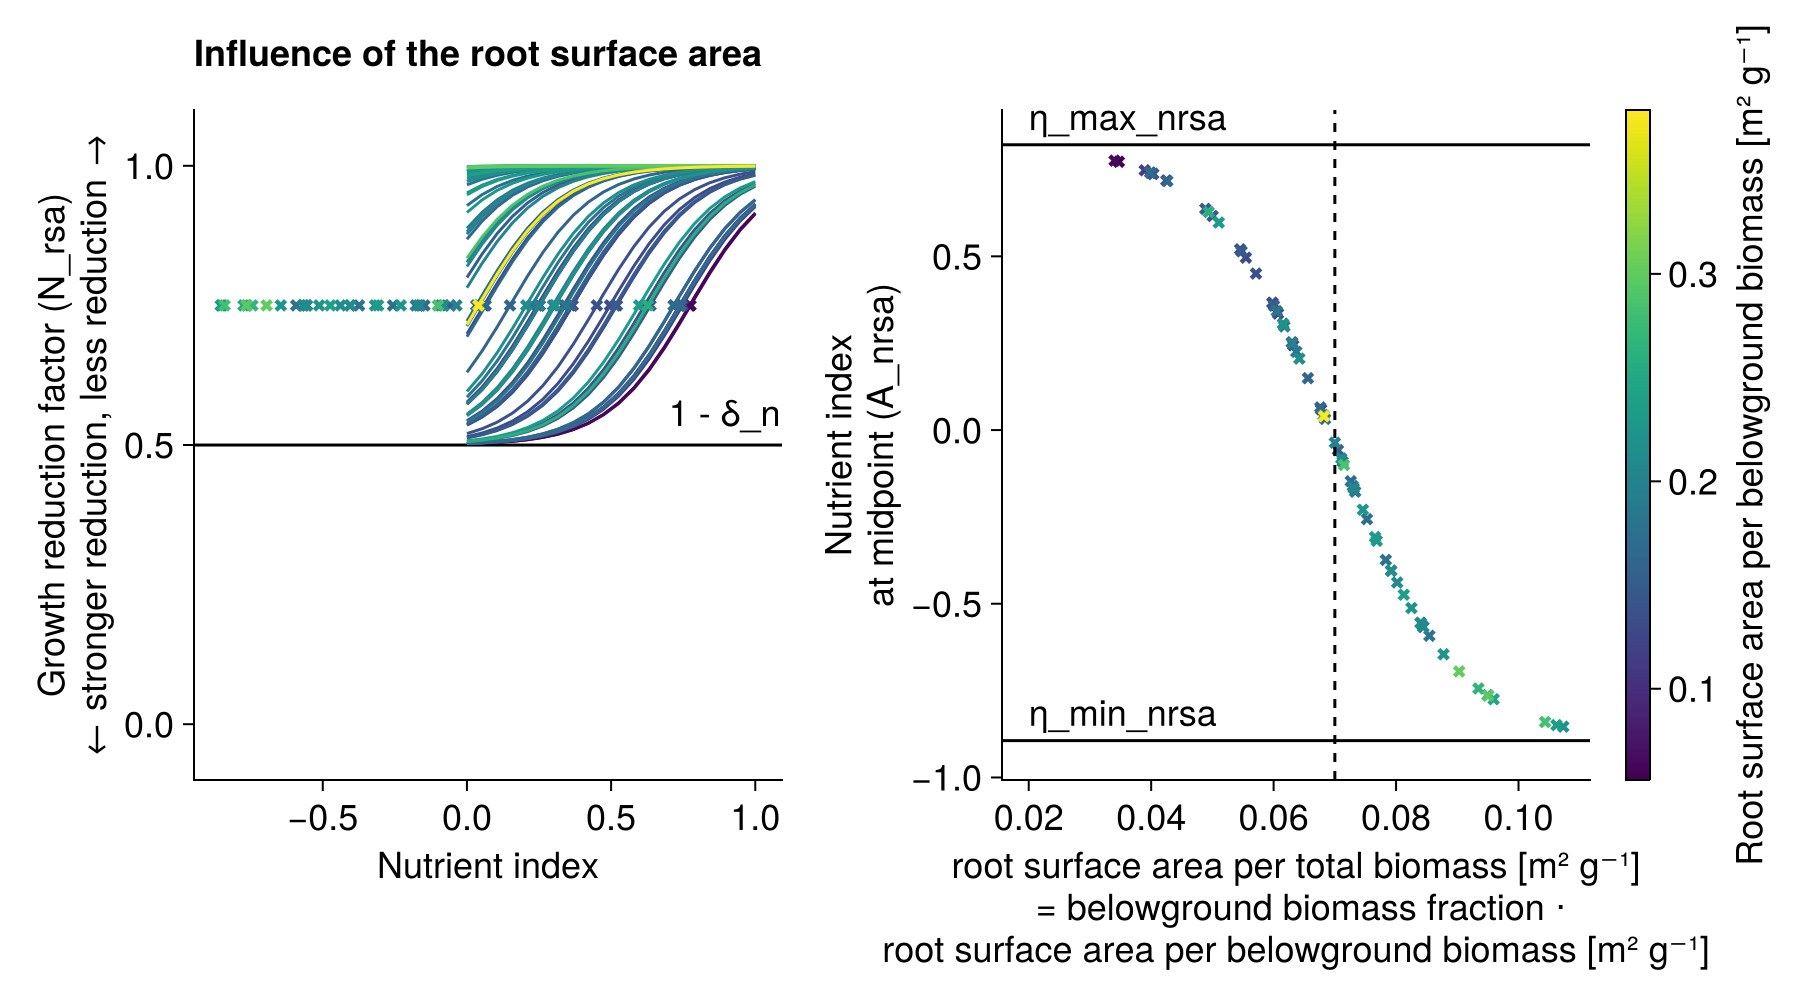 Influence of the root surface area
Growth reduction factor (N_rsa)
← stronger reduction, less reduction →
1.0
0.5
0.0
1 - δ_n
−0.5
0.0
0.5
1.0
Nutrient index
Nutrient index
at midpoint (A_nrsa)
0.5
0.0
−0.5
−1.0
η_max_nrsa
η_min_nrsa
0.02
0.04
0.06
0.08
0.10
root surface area per total biomass [m² g⁻¹]
= belowground biomass fraction ·
root surface area per belowground biomass [m² g⁻¹]
0.3
0.2
0.1
Root surface area per belowground biomass [m² g⁻¹]